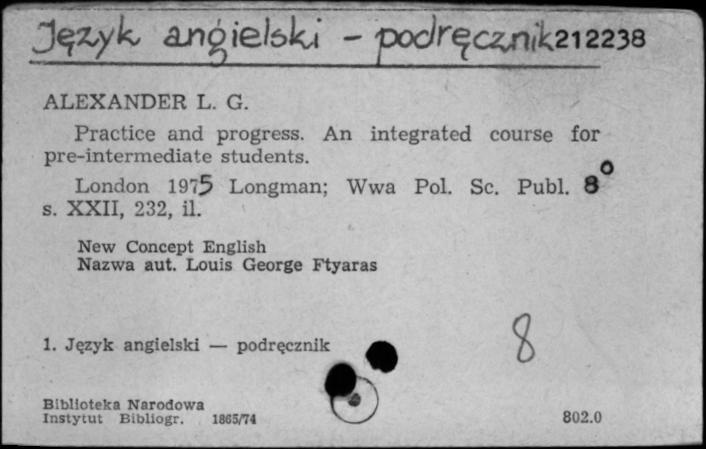 Język angielski - podręcznik 212238
ALEXANDER L. G.
Practice and progress. An integrated course for
pre-intermediate students.
London 1975 Longman; Wwa Pol. Sc. Publ. 8°
s. XXII, 232, il.
New Concept English
Nazwa aut. Louis George Ftyaras
1. Język angielski — podręcznik
8
Biblioteka Narodowa
Instytut Bibliogr. 1865/74
802.0